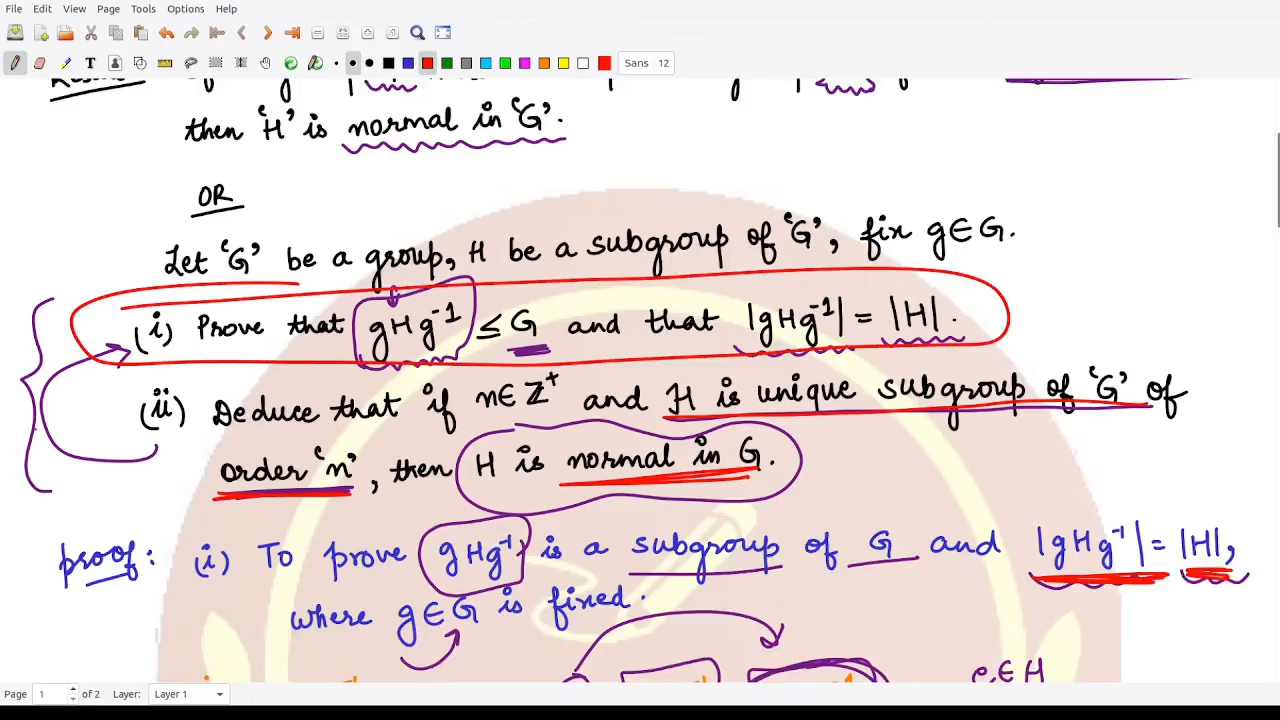 File Edit View Page Tools Options Help
Sans 12
then 'H' is normal in 'G'.
OR
Let 'G' be a group, H be a subgroup of 'G', fix g∈G.
(i) Prove that gHg⁻¹ ≤ G and that |gHg⁻¹| = |H|.
(ii) Deduce that if n∈ℤ⁺ and H is unique subgroup of 'G' of
order 'n', then H is normal in G.
proof: (i) To prove gHg⁻¹ is a subgroup of G and |gHg⁻¹| = |H|,
where g∈G is fixed.
e∈H
Page 1 of 2 Layer: Layer 1